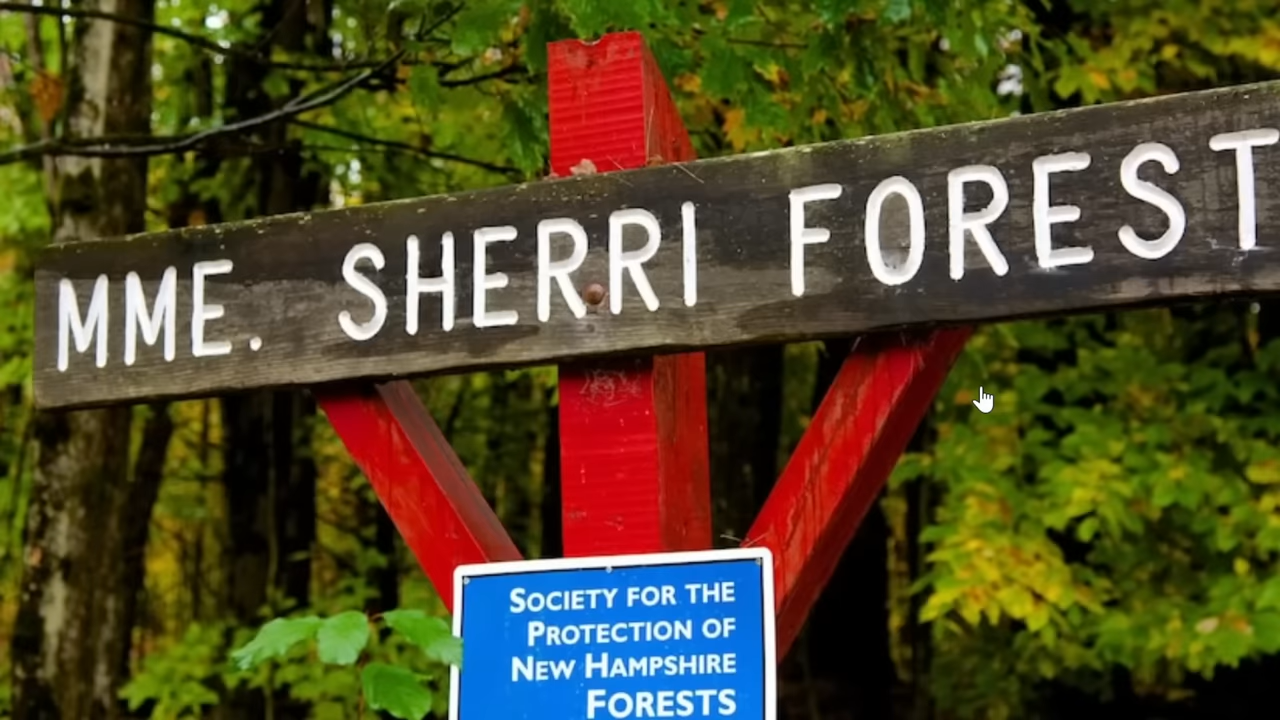 MME. SHERRI FOREST
SOCIETY FOR THE
PROTECTION OF
NEW HAMPSHIRE
FORESTS